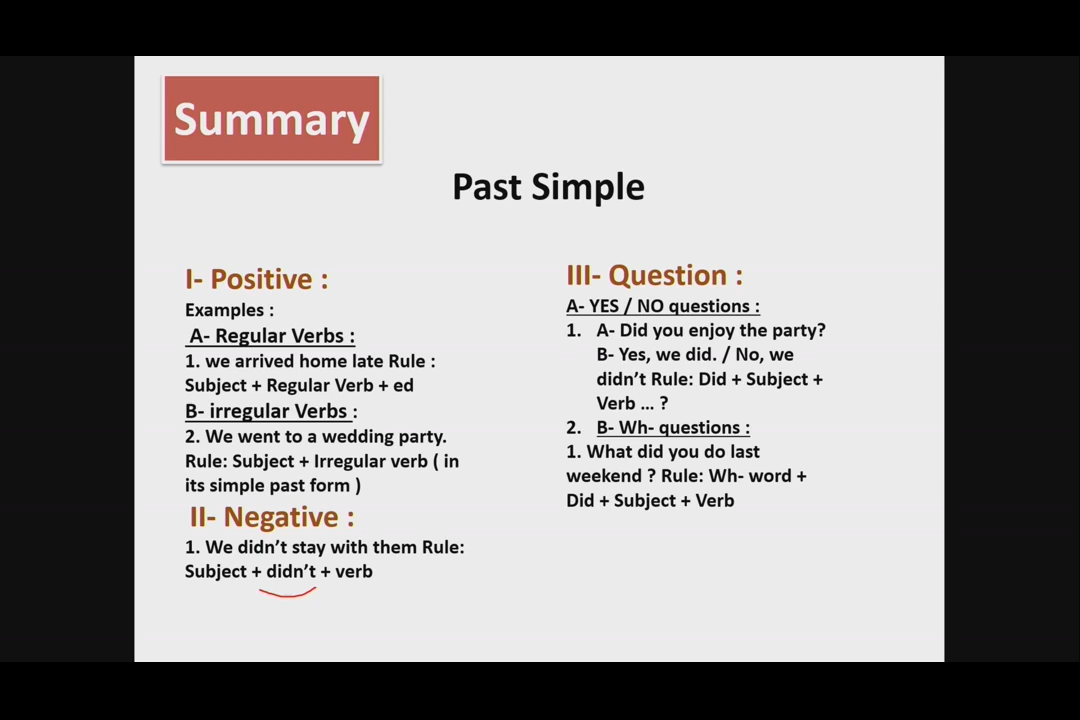 Summary
Past Simple
I- Positive :
Examples :
A- Regular Verbs :
1. we arrived home late Rule :
Subject + Regular Verb + ed
B- irregular Verbs :
2. We went to a wedding party.
Rule: Subject + Irregular verb ( in
its simple past form )
II- Negative :
1. We didn’t stay with them Rule:
Subject + didn’t + verb
III- Question :
A- YES / NO questions :
1. A- Did you enjoy the party?
B- Yes, we did. / No, we
didn’t Rule: Did + Subject +
Verb ... ?
2. B- Wh- questions :
1. What did you do last
weekend ? Rule: Wh- word +
Did + Subject + Verb